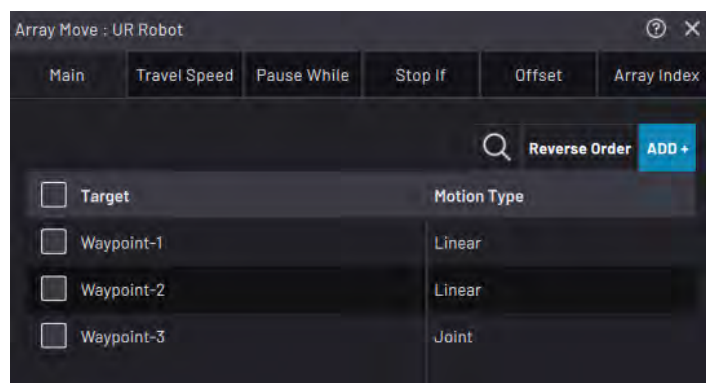 Array Move : UR Robot
Main Travel Speed Pause While Stop If Offset Array Index
Reverse Order ADD +
Target Motion Type
Waypoint-1 Linear
Waypoint-2 Linear
Waypoint-3 Joint